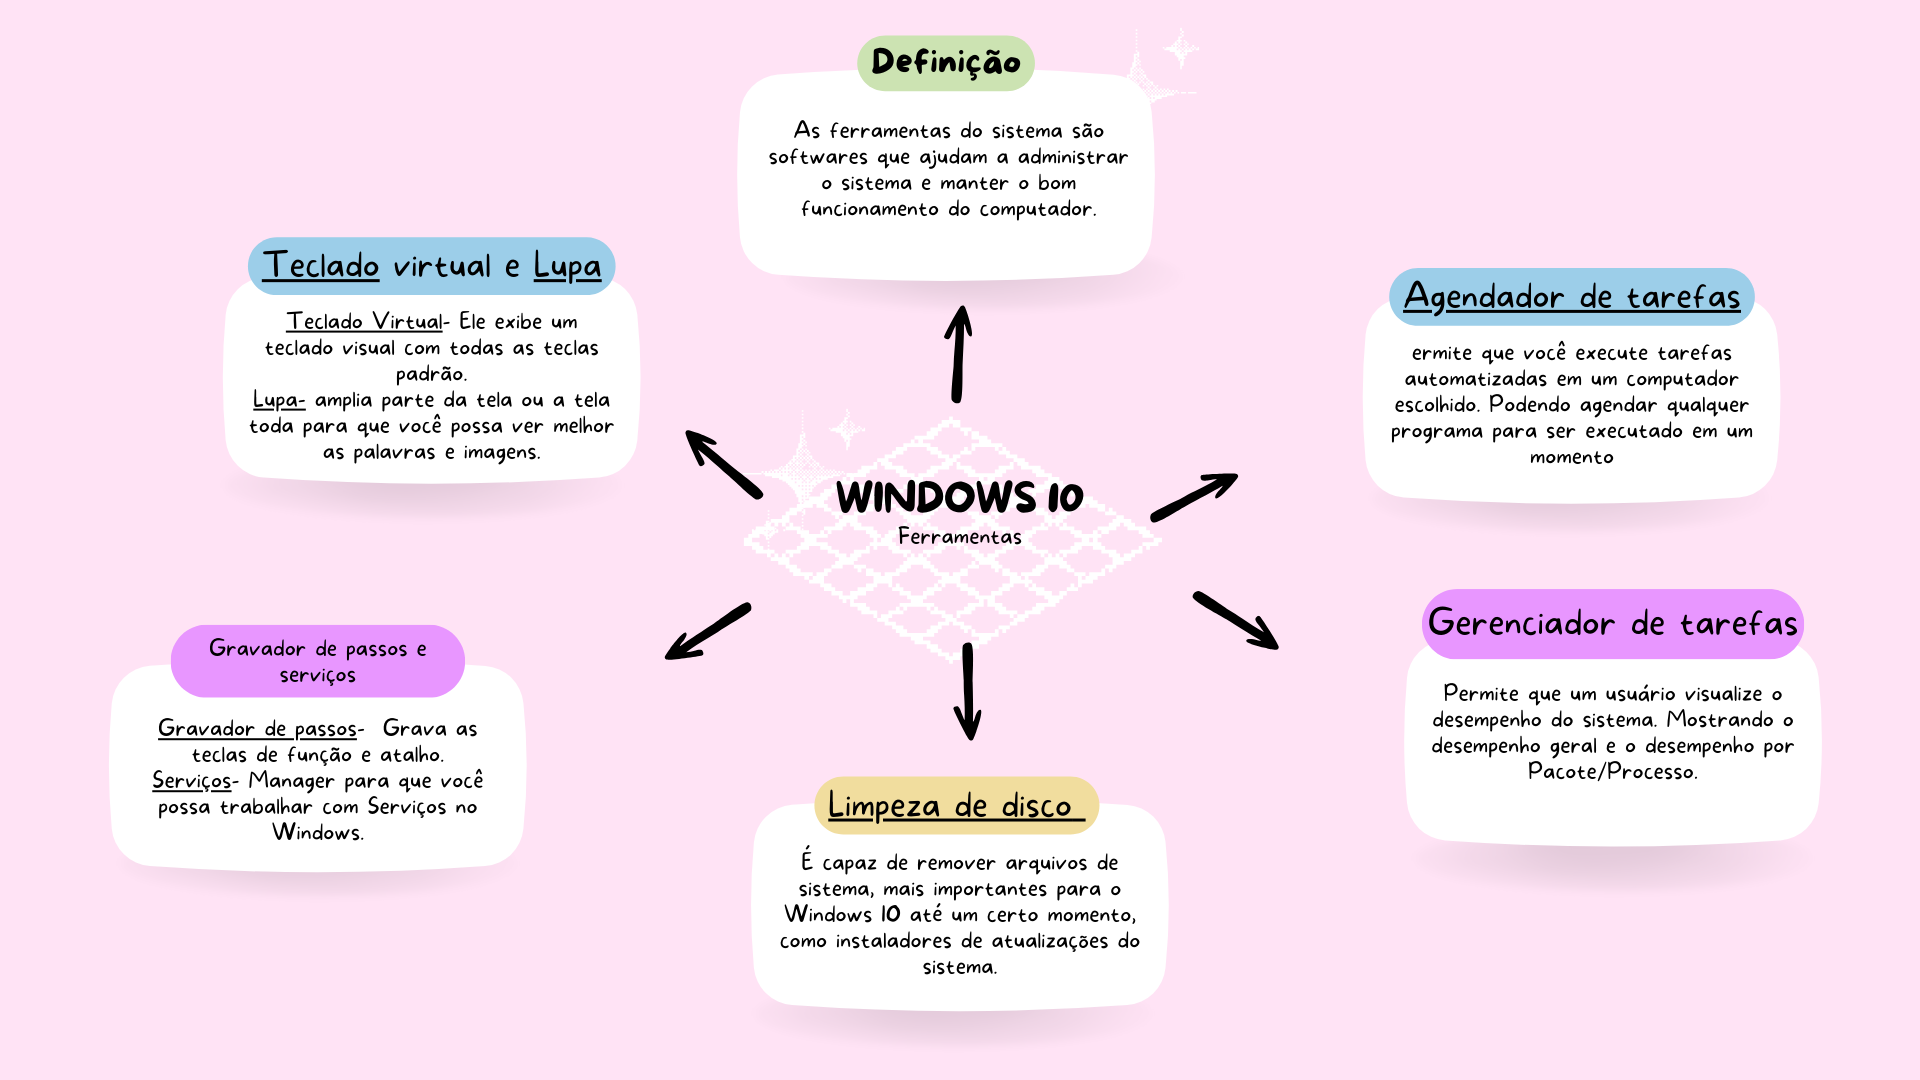 Definição
As ferramentas do sistema são
softwares que ajudam a administrar
o sistema e manter o bom
funcionamento do computador.
Teclado virtual e Lupa
Teclado Virtual- Ele exibe um
teclado visual com todas as teclas
padrão.
Lupa- amplia parte da tela ou a tela
toda para que você possa ver melhor
as palavras e imagens.
Agendador de tarefas
ermite que você execute tarefas
automatizadas em um computador
escolhido. Podendo agendar qualquer
programa para ser executado em um
momento
WINDOWS 10
Ferramentas
Gravador de passos e
serviços
Gravador de passos- Grava as
teclas de função e atalho.
Serviços- Manager para que você
possa trabalhar com Serviços no
Windows.
Gerenciador de tarefas
Permite que um usuário visualize o
desempenho do sistema. Mostrando o
desempenho geral e o desempenho por
Pacote/Processo.
Limpeza de disco
É capaz de remover arquivos de
sistema, mais importantes para o
Windows 10 até um certo momento,
como instaladores de atualizações do
sistema.